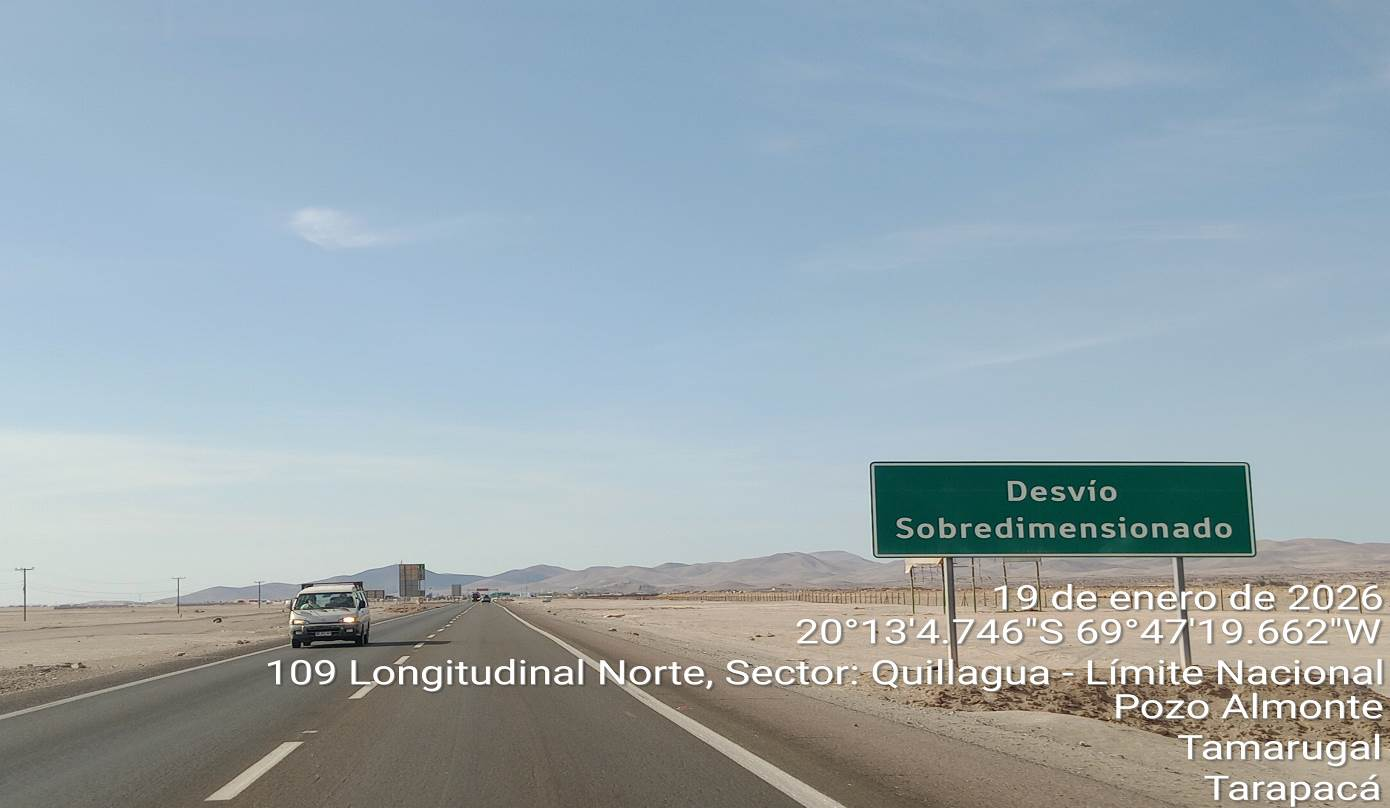 Desvío
Sobredimensionado
19 de enero de 2026
20°13'4.746"S 69°47'19.662"W
109 Longitudinal Norte, Sector: Quillagua - Límite Nacional
Pozo Almonte
Tamarugal
Tarapacá